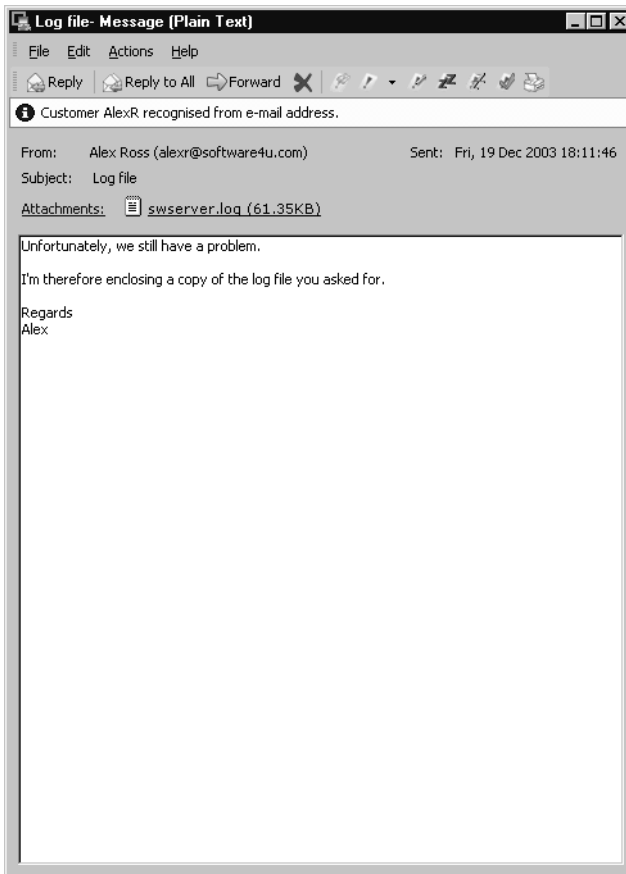 Log file- Message (Plain Text)
File Edit Actions Help
Reply Reply to All Forward
Customer AlexR recognised from e-mail address.
From: Alex Ross (alexr@software4u.com) Sent: Fri, 19 Dec 2003 18:11:46
Subject: Log file
Attachments: swserver.log (61.35KB)
Unfortunately, we still have a problem.
I'm therefore enclosing a copy of the log file you asked for.
Regards
Alex